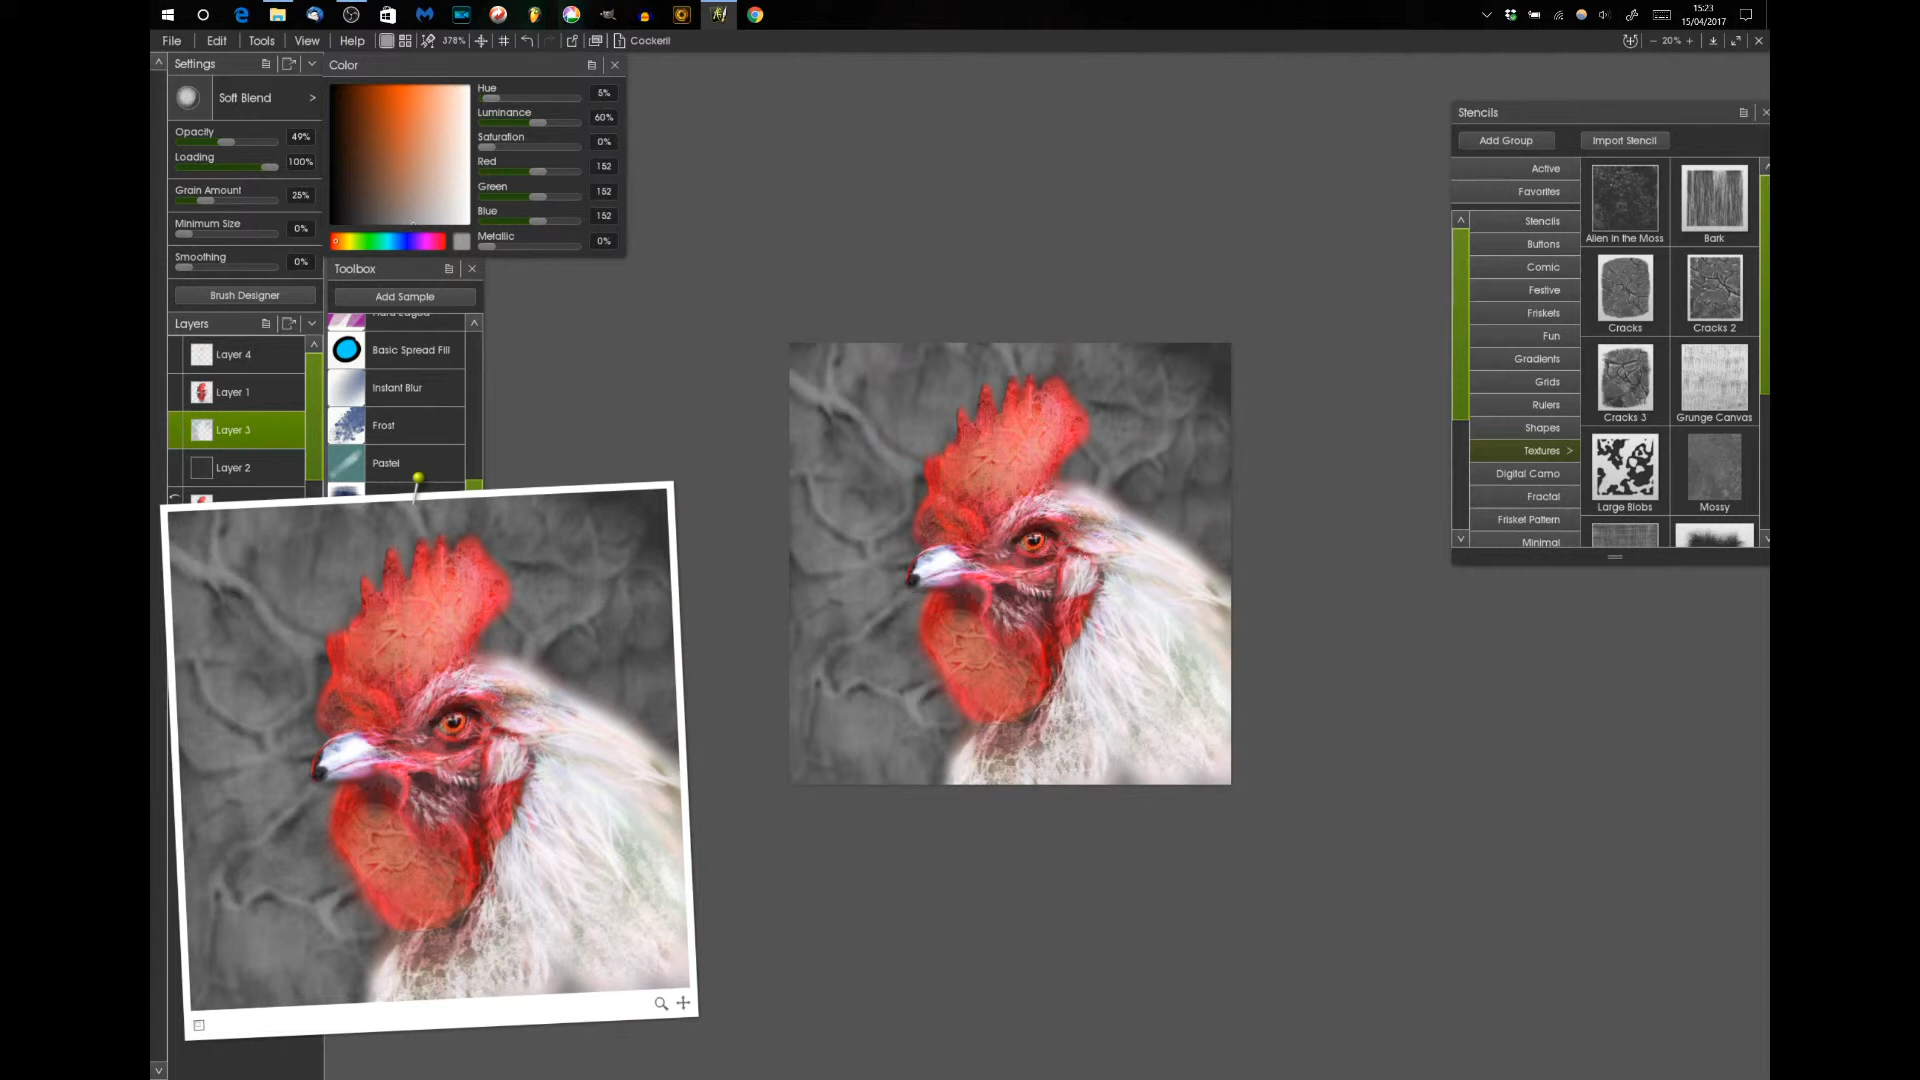 15:23
15/04/2017
File Edit Tools View Help 378% Cockeril 20%
Settings
Soft Blend >
Opacity 49%
Loading 100%
Grain Amount 25%
Minimum Size 0%
Smoothing 0%
Brush Designer
Layers
Layer 4
Layer 1
Layer 3
Layer 2
Color
Hue 5%
Luminance 60%
Saturation 0%
Red 152
Green 152
Blue 152
Metallic 0%
Toolbox
Add Sample
Hard Edged
Basic Spread Fill
Instant Blur
Frost
Pastel
Stencils
Add Group Import Stencil
Active
Favorites
Stencils
Buttons
Comic
Festive
Friskets
Fun
Gradients
Grids
Rulers
Shapes
Textures >
Digital Camo
Fractal
Frisket Pattern
Minimal
Alien in the Moss Bark
Cracks Cracks 2
Cracks 3 Grunge Canvas
Large Blobs Mossy